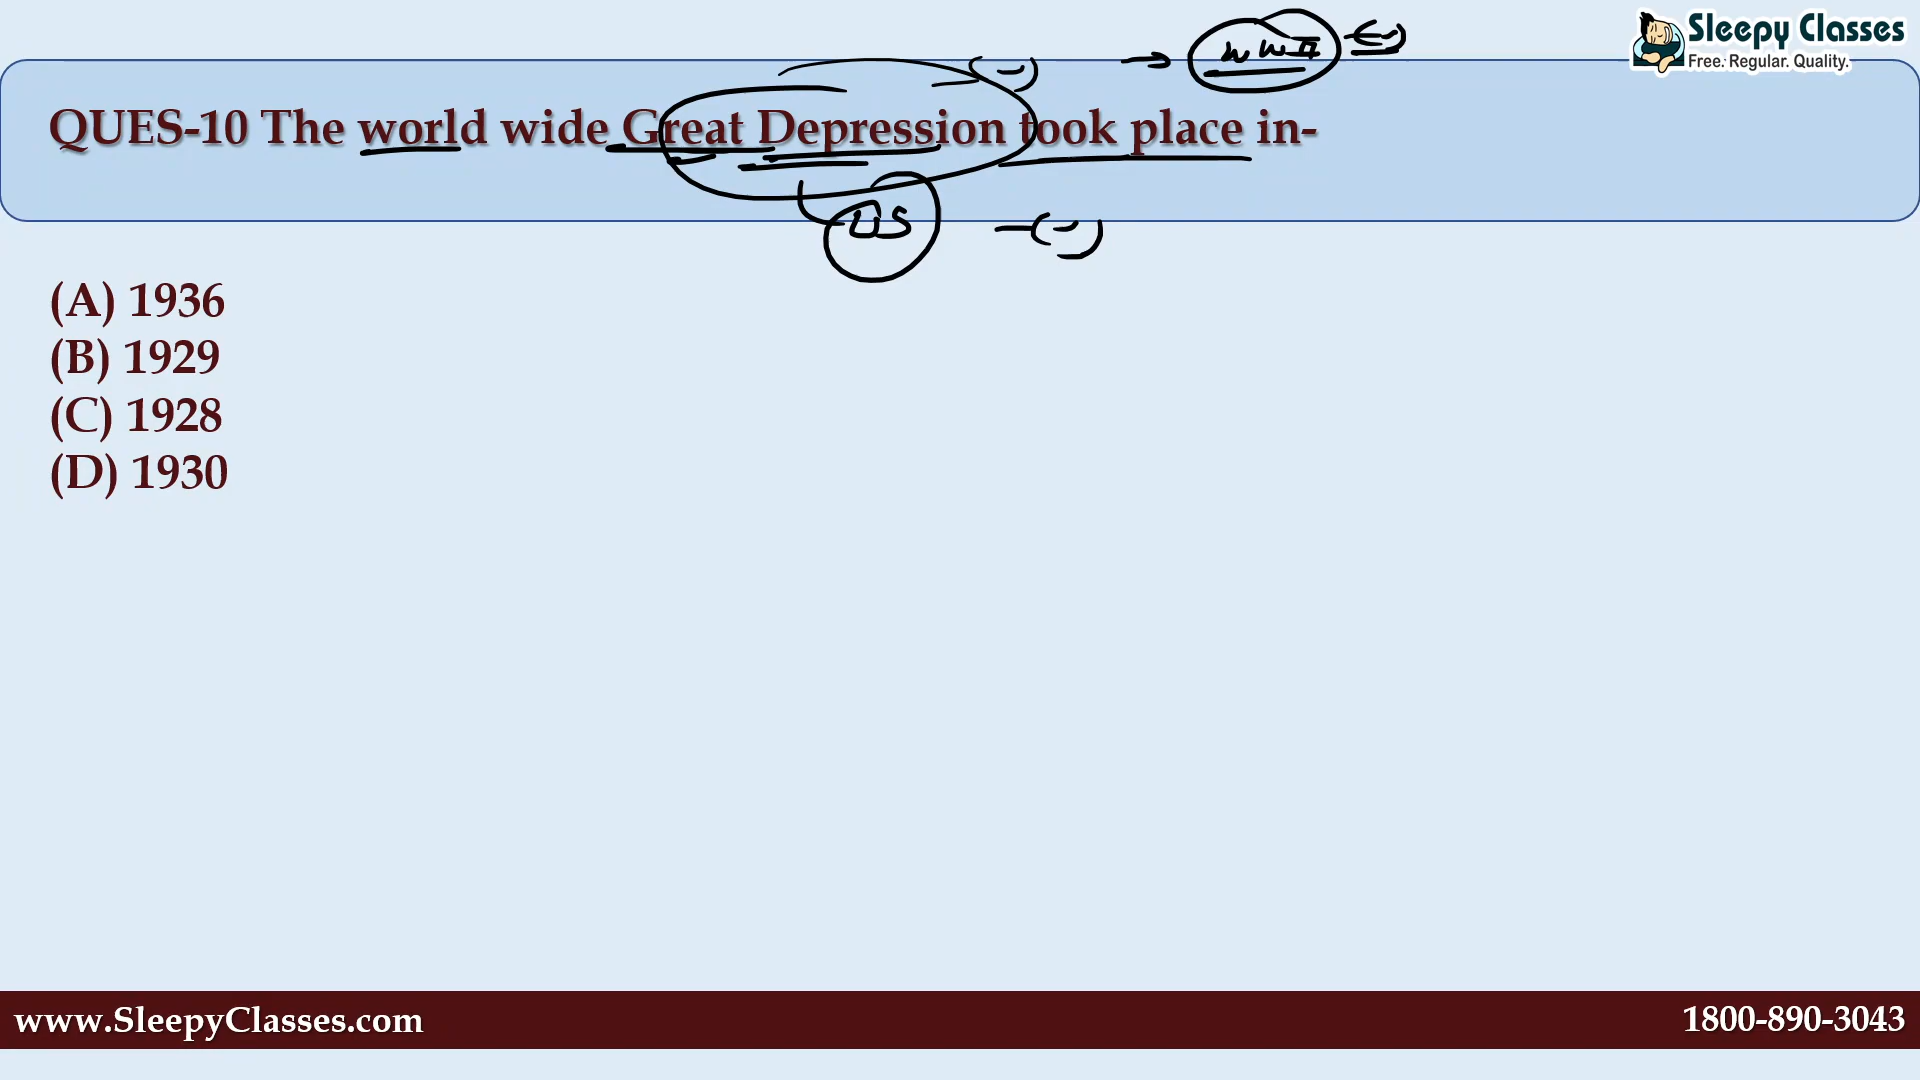 WWII (-)
(-)
Sleepy Classes
Free. Regular. Quality.
QUES-10 The world wide Great Depression took place in-
US (-)
(A) 1936
(B) 1929
(C) 1928
(D) 1930
www.SleepyClasses.com
1800-890-3043